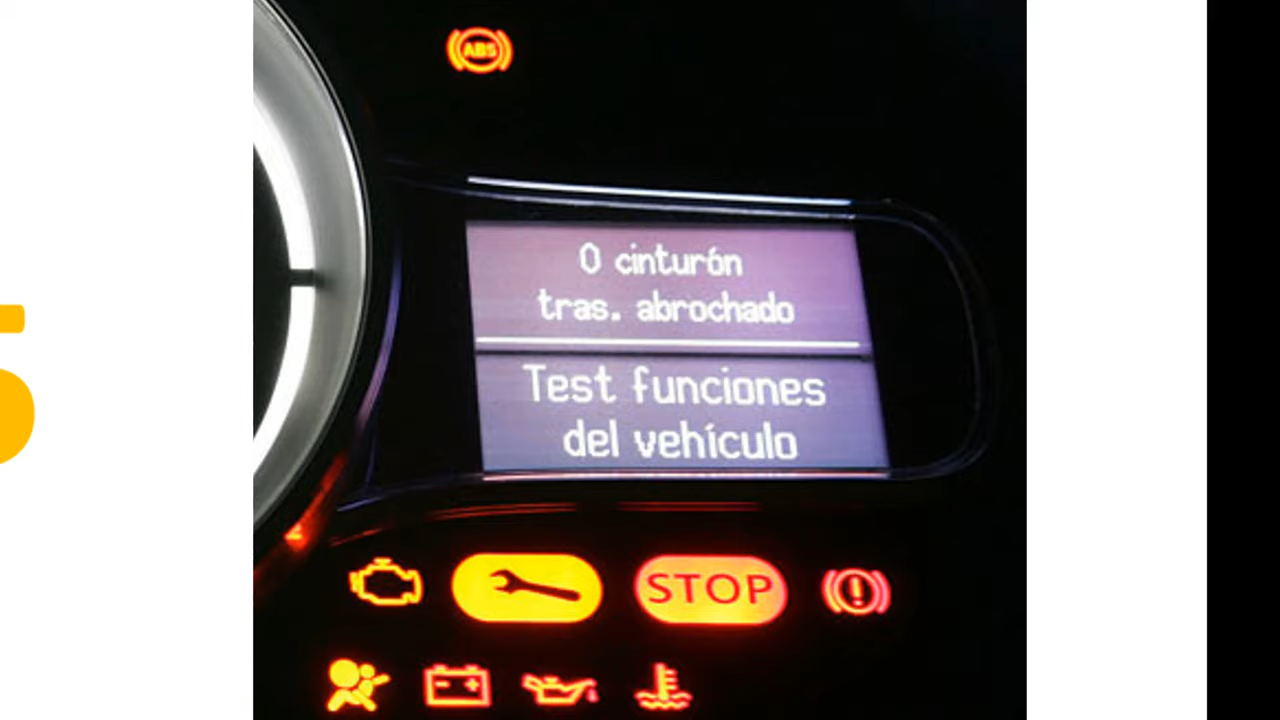 ABS
0 cinturón
tras. abrochado
Test funciones
del vehículo
STOP